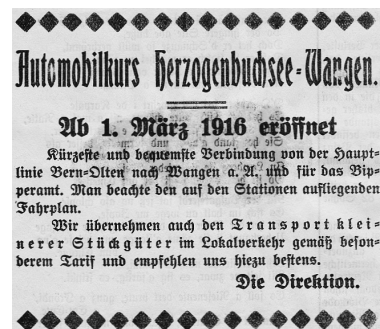 Automobilkurs Herzogenbuchsee-Wangen.
Ab 1. März 1916 eröffnet
Kürzeste und bequemste Verbindung von der Haupt-
linie Bern-Olten nach Wangen a. A. und für das Bip-
peramt. Man beachte den auf den Stationen aufliegenden
Fahrplan.
Wir übernehmen auch den Transport klei-
nerer Stückgüter im Lokalverkehr gemäß beson-
derem Tarif und empfehlen uns hiezu bestens.
Die Direktion.